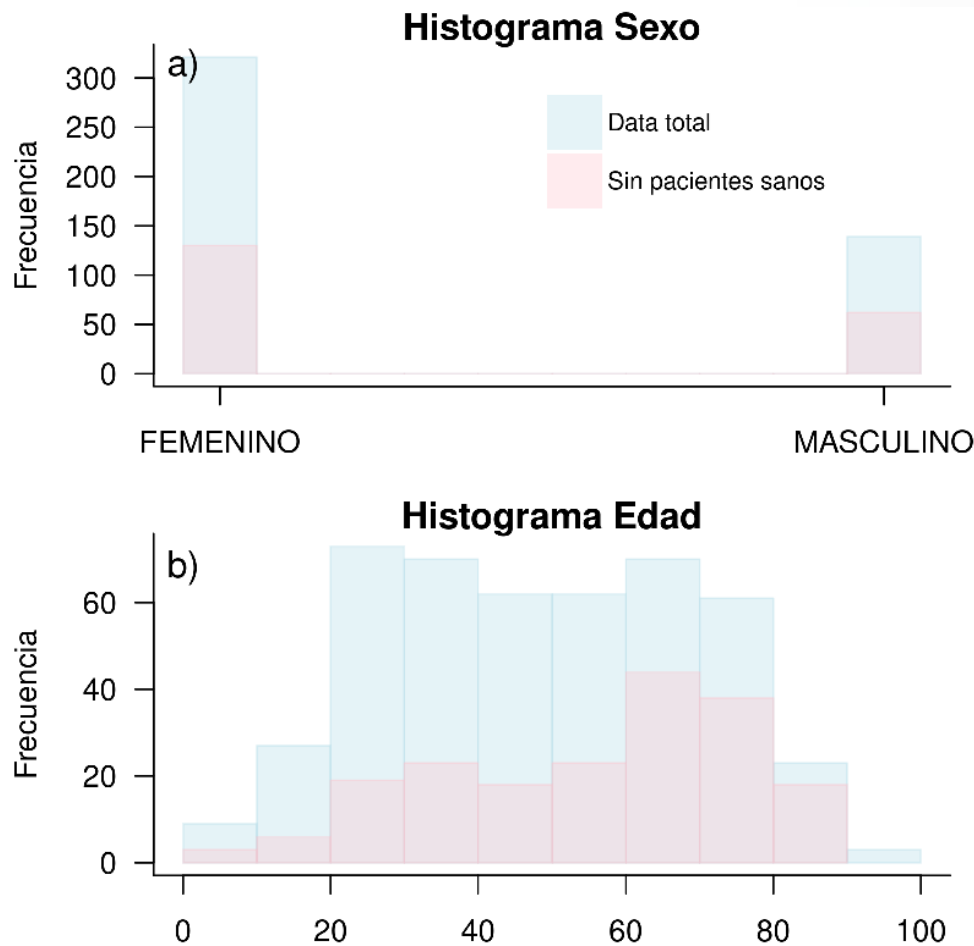 Histograma Sexo
a)
300
250
200
150
100
50
0
Frecuencia
Data total
Sin pacientes sanos
FEMENINO MASCULINO
Histograma Edad
b)
60
40
20
0
Frecuencia
0 20 40 60 80 100